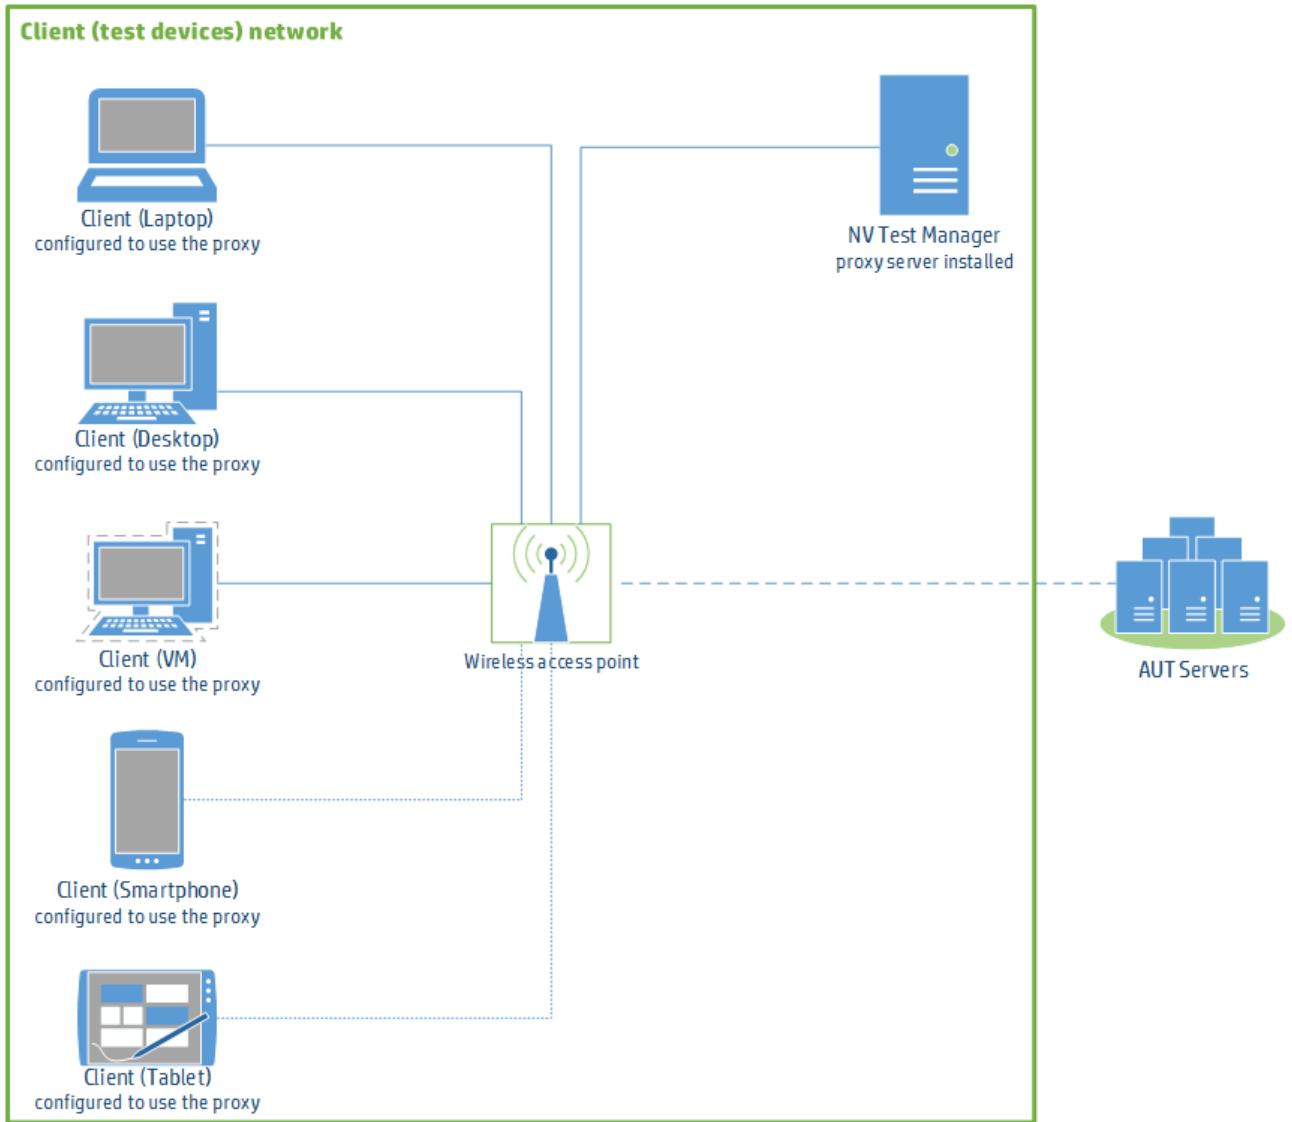 Client (test devices) network
Client (Laptop)
configured to use the proxy
NV Test Manager
proxy server installed
Client (Desktop)
configured to use the proxy
Client (VM)
configured to use the proxy
Wireless access point
AUT Servers
Client (Smartphone)
configured to use the proxy
Client (Tablet)
configured to use the proxy